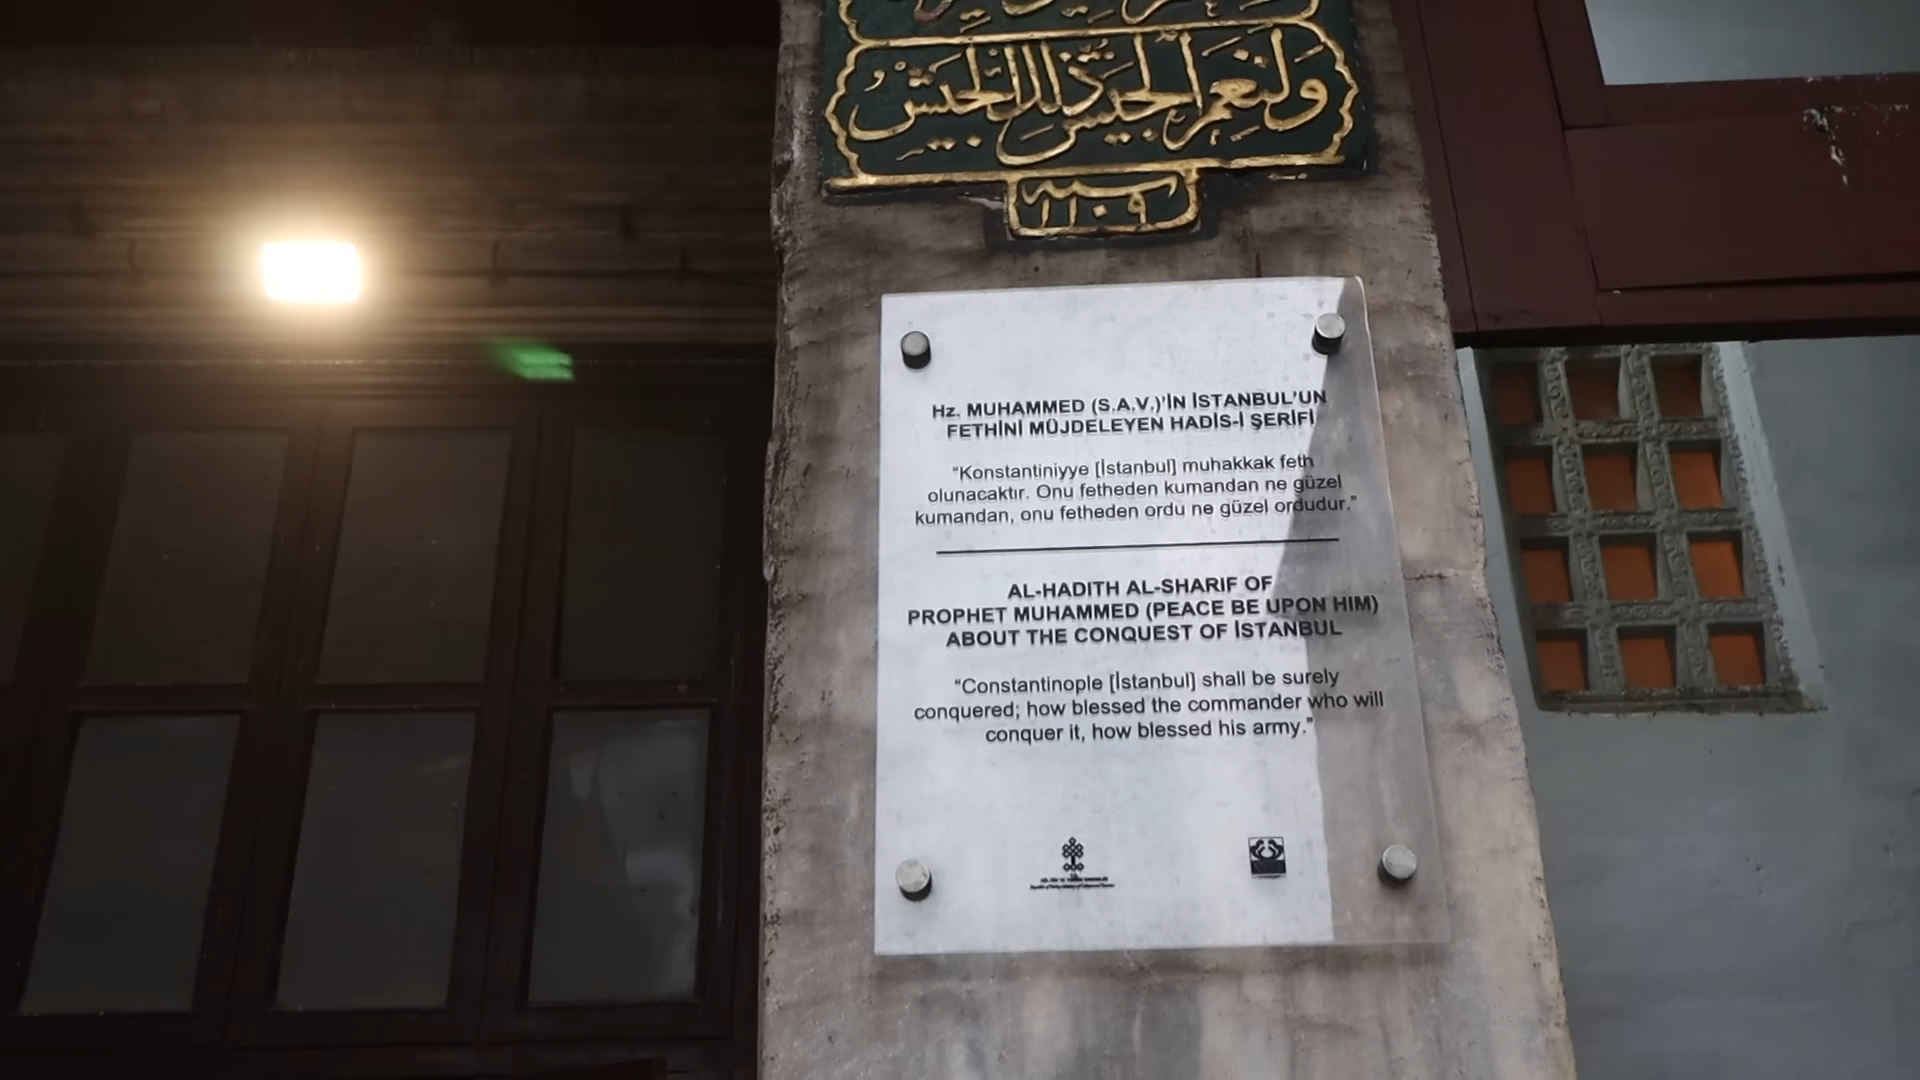 ولنعم الجيش ذلك الجيش
سنة
١١٠٩
Hz. MUHAMMED (S.A.V.)'İN İSTANBUL'UN
FETHİNİ MÜJDELEYEN HADİS-İ ŞERİFİ
“Konstantiniyye [İstanbul] muhakkak feth
olunacaktır. Onu fetheden kumandan ne güzel
kumandan, onu fetheden ordu ne güzel ordudur.”
AL-HADITH AL-SHARIF OF
PROPHET MUHAMMED (PEACE BE UPON HIM)
ABOUT THE CONQUEST OF İSTANBUL
“Constantinople [İstanbul] shall be surely
conquered; how blessed the commander who will
conquer it, how blessed his army.”